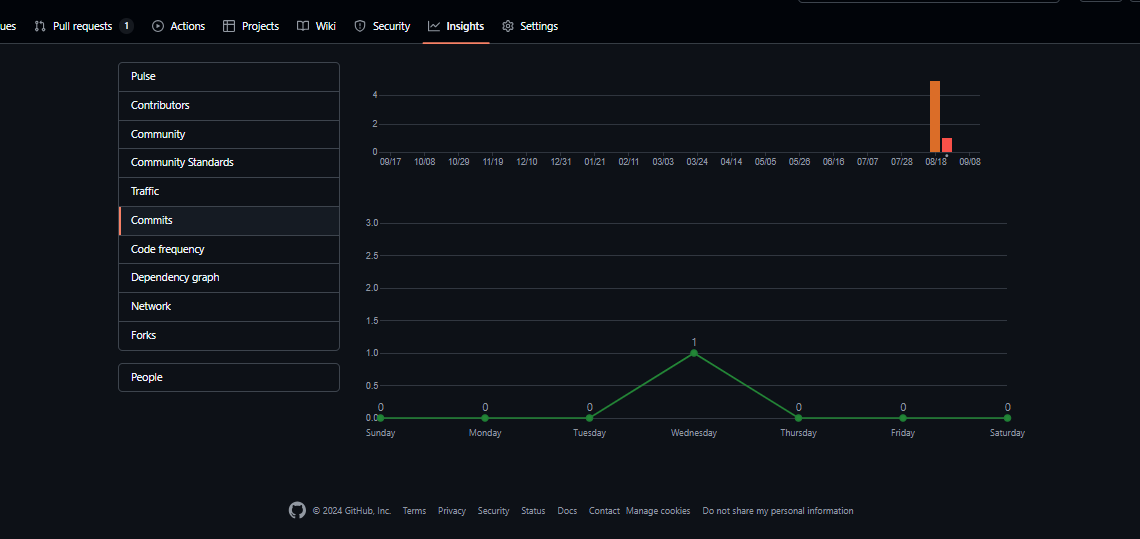 ues Pull requests 1 Actions Projects Wiki Security Insights Settings
Pulse
Contributors
Community
Community Standards
Traffic
Commits
Code frequency
Dependency graph
Network
Forks
People
4
2
0
09/17 10/08 10/29 11/19 12/10 12/31 01/21 02/11 03/03 03/24 04/14 05/05 05/26 06/16 07/07 07/28 08/18 09/08
3.0
2.5
2.0
1.5
1.0
0.5
0.0
0 0 0 1 0 0 0
Sunday Monday Tuesday Wednesday Thursday Friday Saturday
© 2024 GitHub, Inc. Terms Privacy Security Status Docs Contact Manage cookies Do not share my personal information